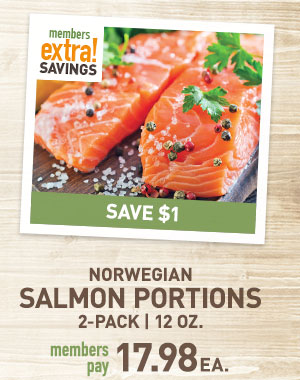 members
extra!
SAVINGS
SAVE $1
NORWEGIAN
SALMON PORTIONS
2-PACK | 12 OZ.
members
pay 17.98 EA.